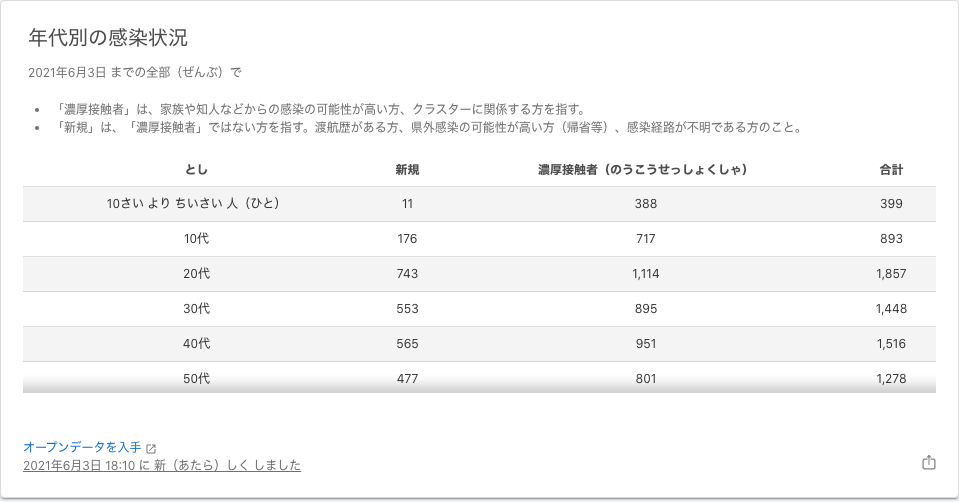 年代別の感染状況
2021年6月3日 までの全部（ぜんぶ）で
• 「濃厚接触者」は、家族や知人などからの感染の可能性が高い方、クラスターに関係する方を指す。
• 「新規」は、「濃厚接触者」ではない方を指す。渡航歴がある方、県外感染の可能性が高い方（帰省等）、感染経路が不明である方のこと。
とし 新規 濃厚接触者（のうこうせっしょくしゃ） 合計
10さい より ちいさい 人（ひと） 11 388 399
10代 176 717 893
20代 743 1,114 1,857
30代 553 895 1,448
40代 565 951 1,516
50代 477 801 1,278
オープンデータを入手
2021年6月3日 18:10 に 新（あたら）しく しました